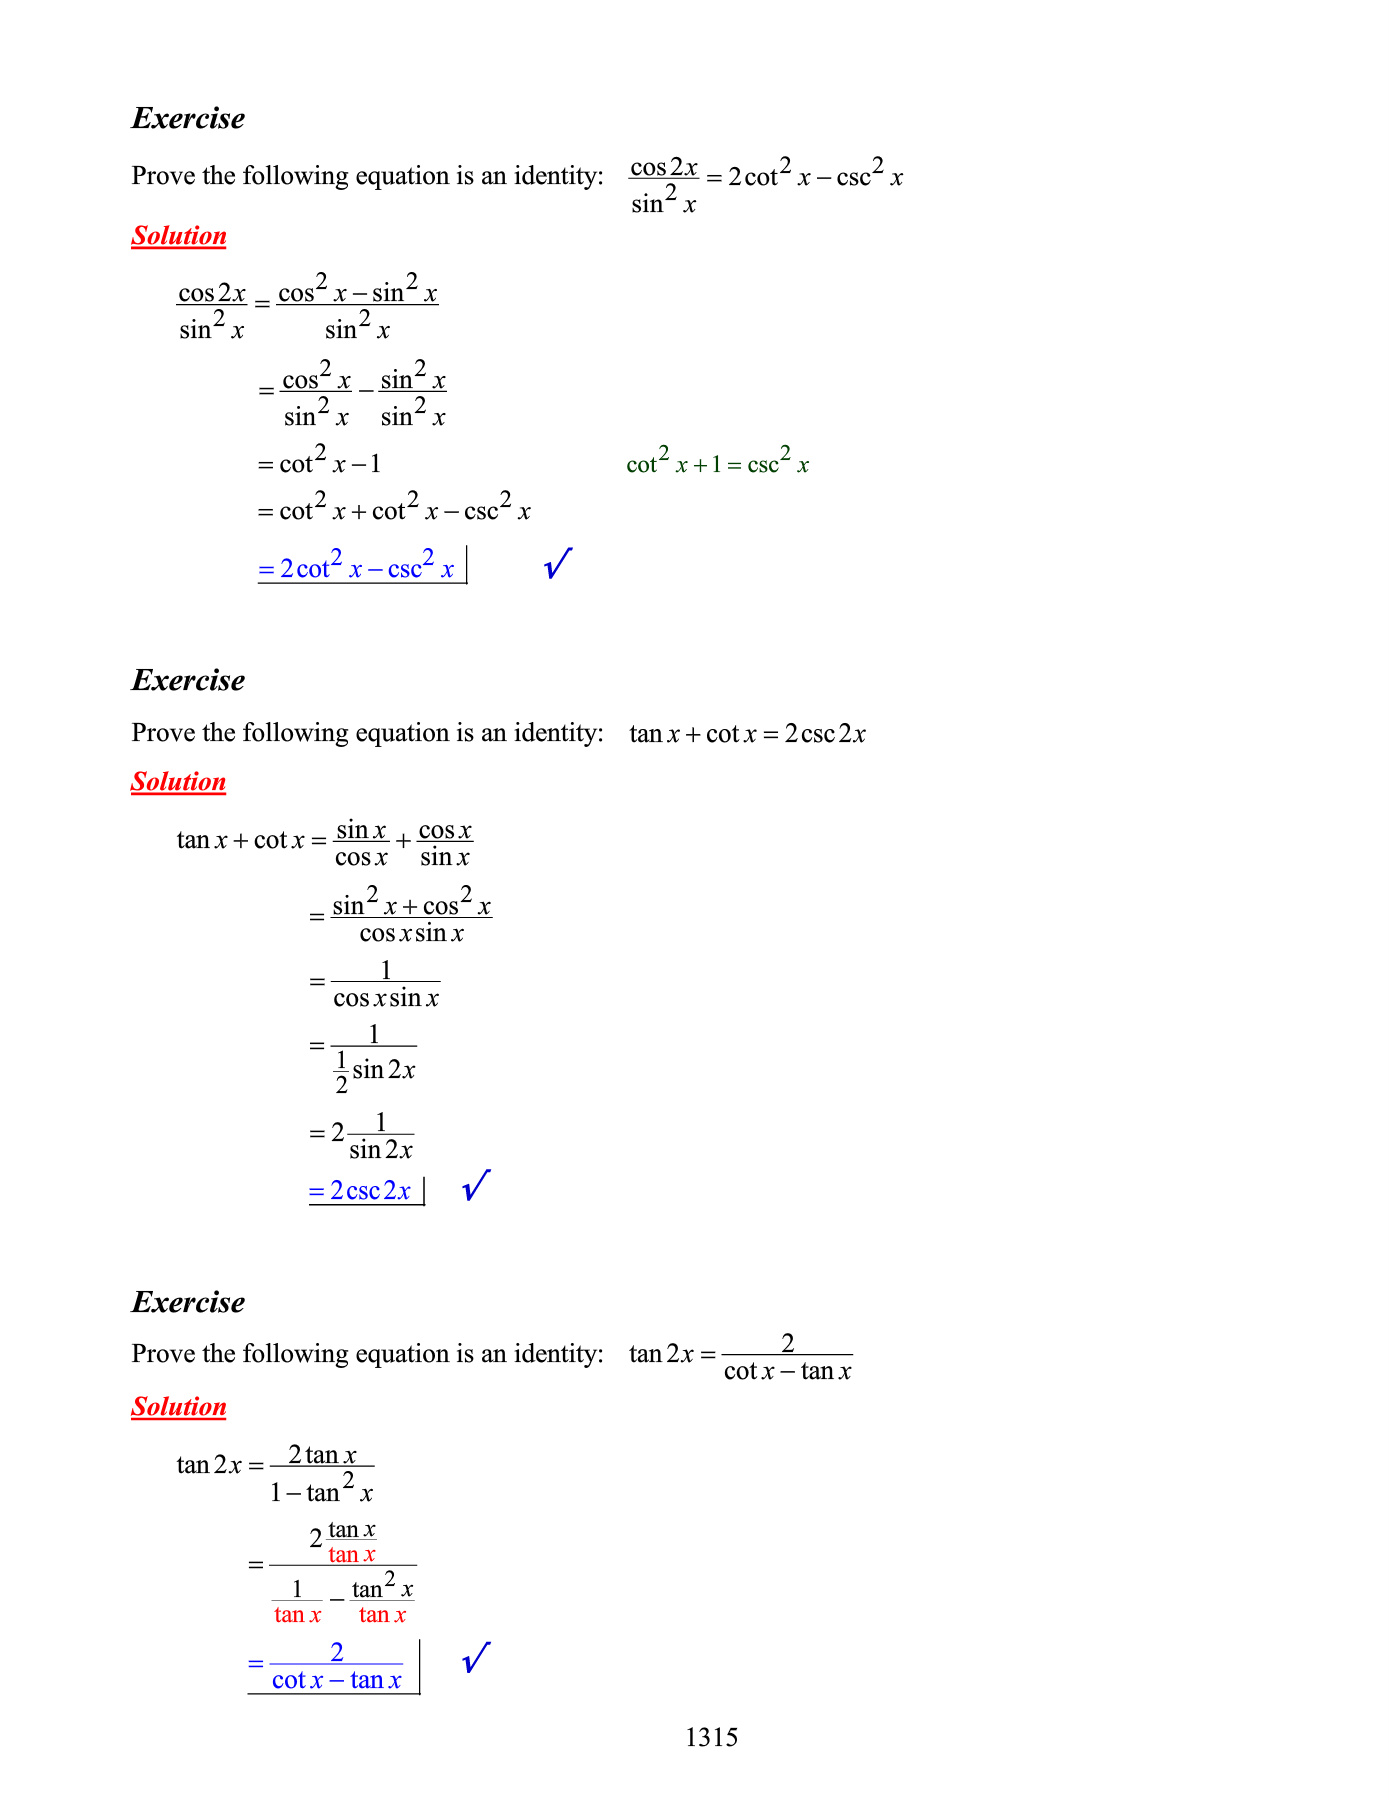 Exercise
Prove the following equation is an identity: \frac{\cos 2x}{\sin^2 x} = 2\cot^2 x - \csc^2 x
Solution
\frac{\cos 2x}{\sin^2 x} = \frac{\cos^2 x - \sin^2 x}{\sin^2 x}
= \frac{\cos^2 x}{\sin^2 x} - \frac{\sin^2 x}{\sin^2 x}
= \cot^2 x - 1 \cot^2 x + 1 = \csc^2 x
= \cot^2 x + \cot^2 x - \csc^2 x
= 2\cot^2 x - \csc^2 x √
Exercise
Prove the following equation is an identity: \tan x + \cot x = 2\csc 2x
Solution
\tan x + \cot x = \frac{\sin x}{\cos x} + \frac{\cos x}{\sin x}
= \frac{\sin^2 x + \cos^2 x}{\cos x \sin x}
= \frac{1}{\cos x \sin x}
= \frac{1}{\frac{1}{2}\sin 2x}
= 2\frac{1}{\sin 2x}
= 2\csc 2x √
Exercise
Prove the following equation is an identity: \tan 2x = \frac{2}{\cot x - \tan x}
Solution
\tan 2x = \frac{2\tan x}{1 - \tan^2 x}
= \frac{2\frac{\tan x}{\tan x}}{\frac{1}{\tan x} - \frac{\tan^2 x}{\tan x}}
= \frac{2}{\cot x - \tan x} √
1315